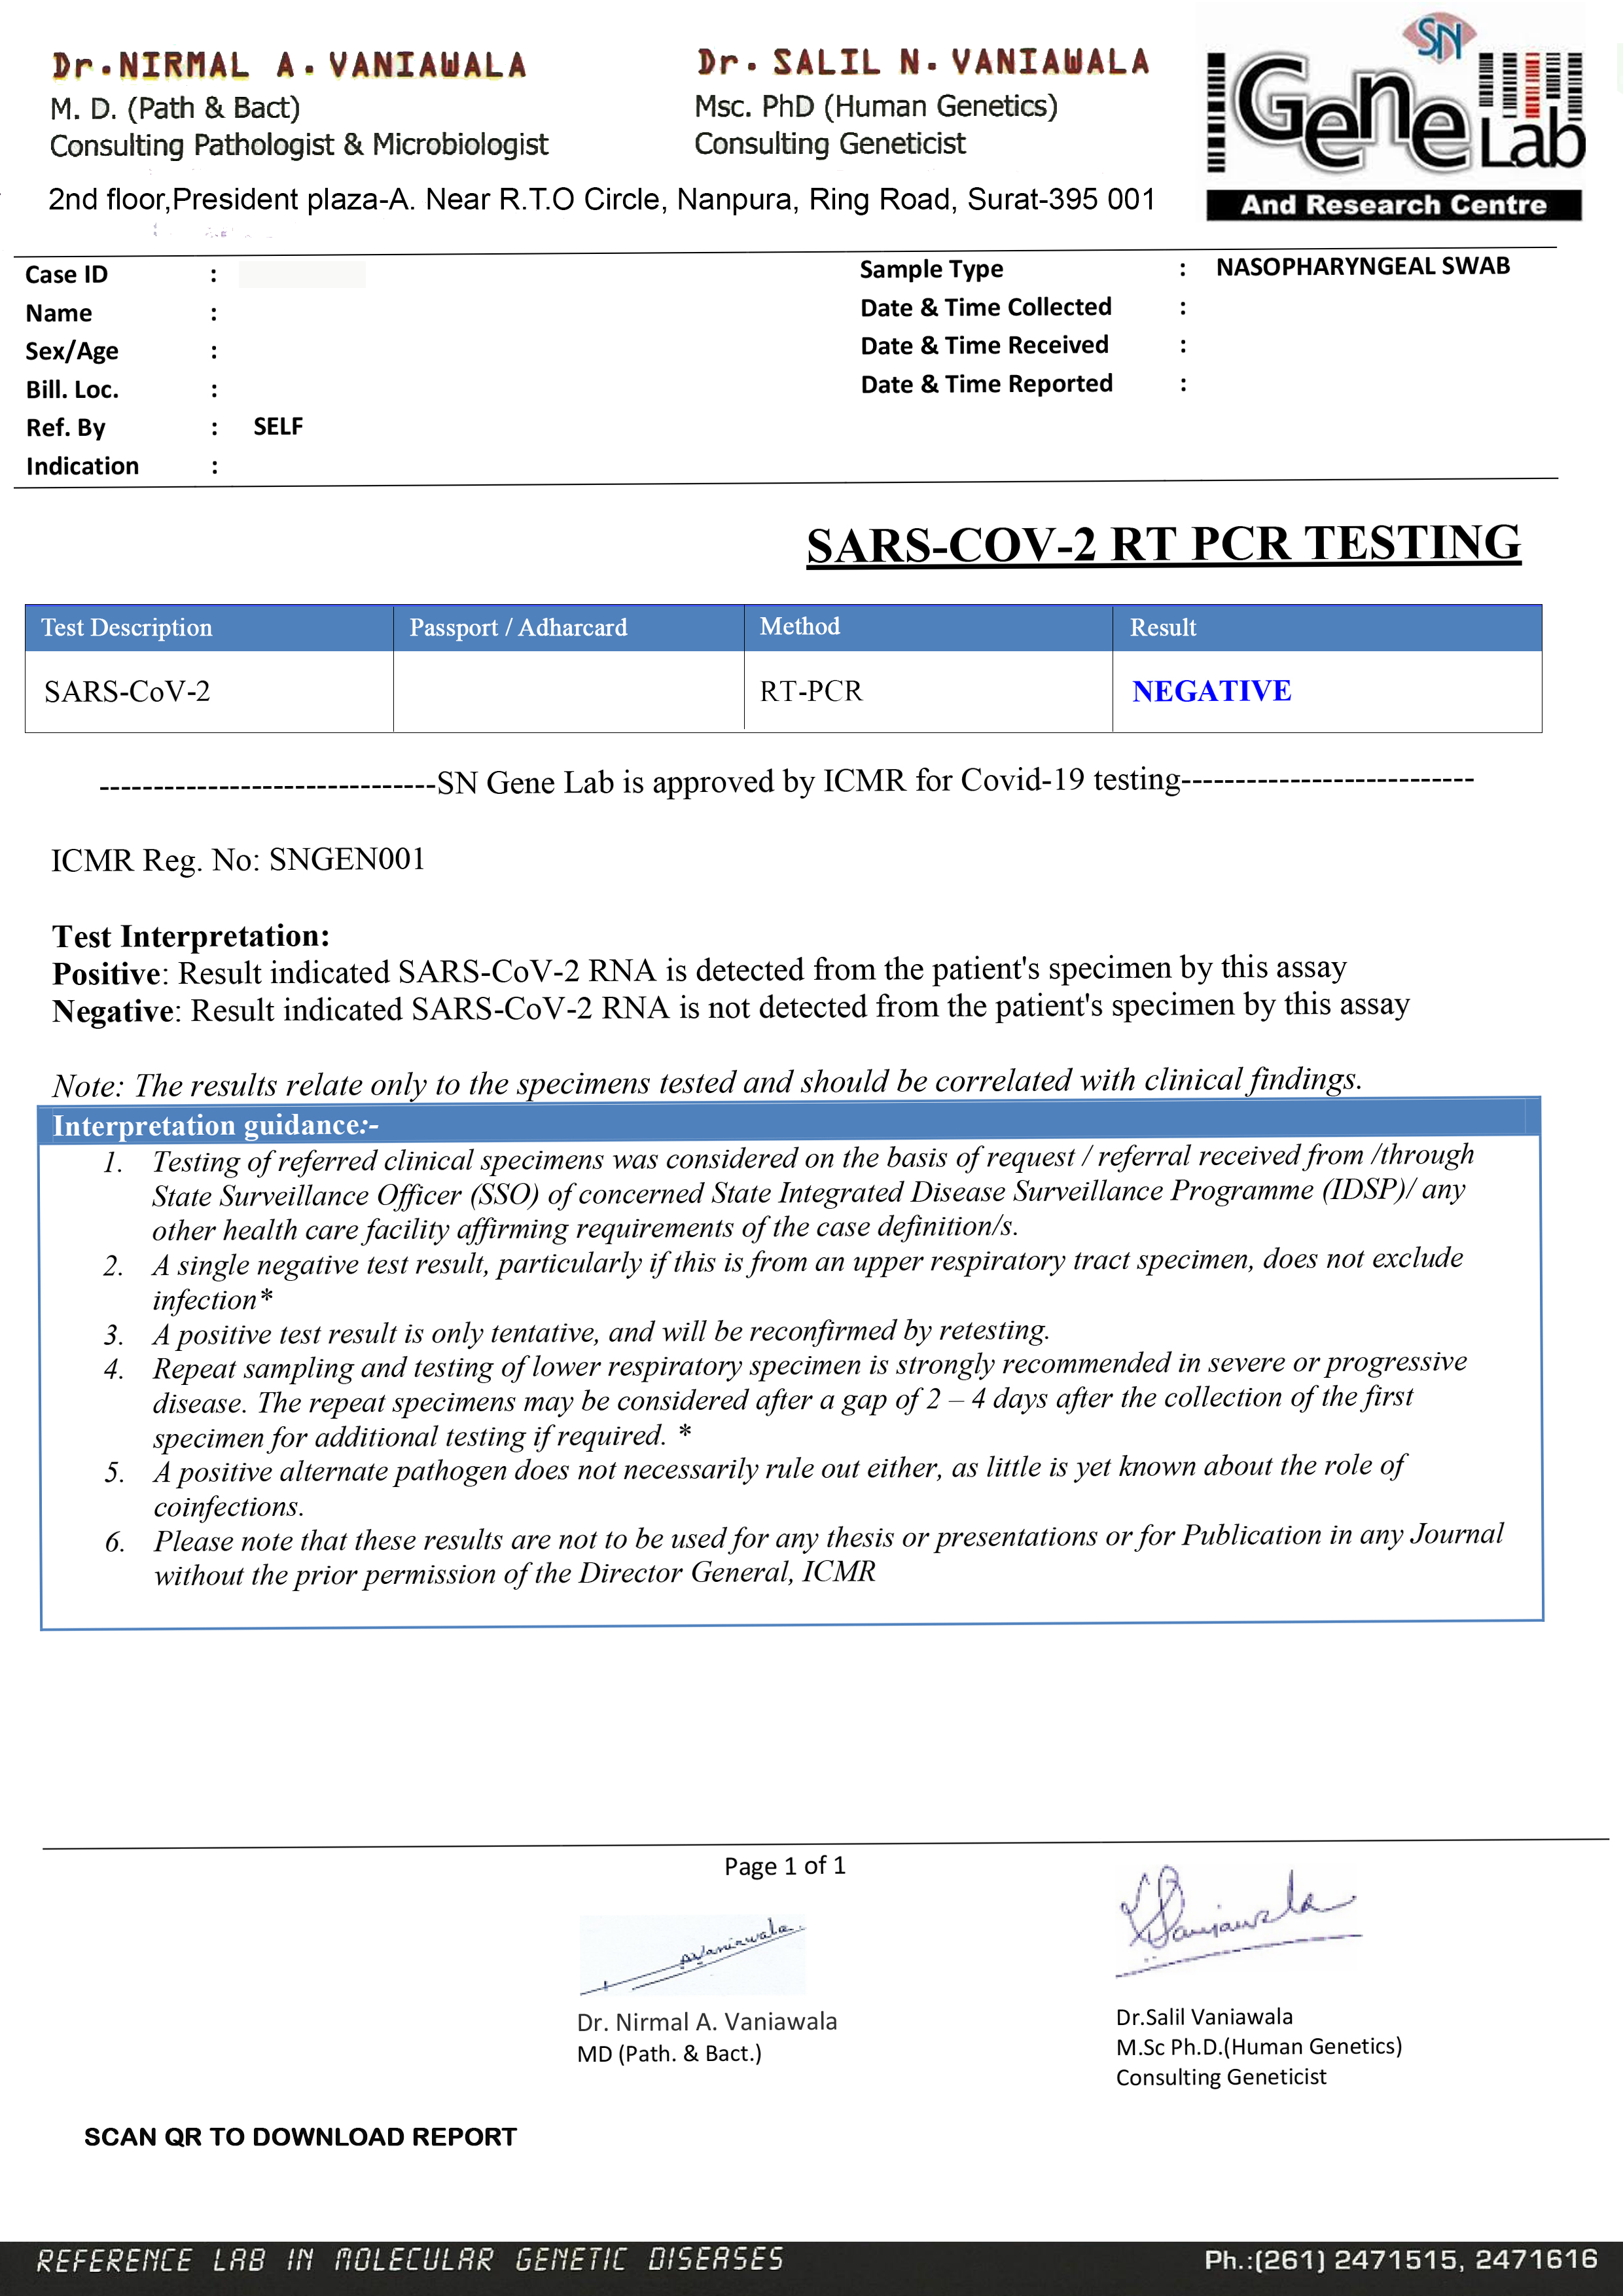 Dr. NIRMAL A. VANIAWALA
M. D. (Path & Bact)
Consulting Pathologist & Microbiologist
Dr. SALIL N. VANIAWALA
Msc. PhD (Human Genetics)
Consulting Geneticist
SN
Gene Lab
And Research Centre
2nd floor,President plaza-A. Near R.T.O Circle, Nanpura, Ring Road, Surat-395 001
Case ID :
Name :
Sex/Age :
Bill. Loc. :
Ref. By : SELF
Indication :
Sample Type : NASOPHARYNGEAL SWAB
Date & Time Collected :
Date & Time Received :
Date & Time Reported :
SARS-COV-2 RT PCR TESTING
Test Description Passport / Adharcard Method Result
SARS-CoV-2 RT-PCR NEGATIVE
-------------------------------SN Gene Lab is approved by ICMR for Covid-19 testing---------------------------
ICMR Reg. No: SNGEN001
Test Interpretation:
Positive: Result indicated SARS-CoV-2 RNA is detected from the patient's specimen by this assay
Negative: Result indicated SARS-CoV-2 RNA is not detected from the patient's specimen by this assay
Note: The results relate only to the specimens tested and should be correlated with clinical findings.
Interpretation guidance:-
1. Testing of referred clinical specimens was considered on the basis of request / referral received from /through
State Surveillance Officer (SSO) of concerned State Integrated Disease Surveillance Programme (IDSP)/ any
other health care facility affirming requirements of the case definition/s.
2. A single negative test result, particularly if this is from an upper respiratory tract specimen, does not exclude
infection*
3. A positive test result is only tentative, and will be reconfirmed by retesting.
4. Repeat sampling and testing of lower respiratory specimen is strongly recommended in severe or progressive
disease. The repeat specimens may be considered after a gap of 2 – 4 days after the collection of the first
specimen for additional testing if required. *
5. A positive alternate pathogen does not necessarily rule out either, as little is yet known about the role of
coinfections.
6. Please note that these results are not to be used for any thesis or presentations or for Publication in any Journal
without the prior permission of the Director General, ICMR
Page 1 of 1
Dr. Nirmal A. Vaniawala
MD (Path. & Bact.)
Dr.Salil Vaniawala
M.Sc Ph.D.(Human Genetics)
Consulting Geneticist
SCAN QR TO DOWNLOAD REPORT
REFERENCE LAB IN MOLECULAR GENETIC DISEASES
Ph.:(261) 2471515, 2471616